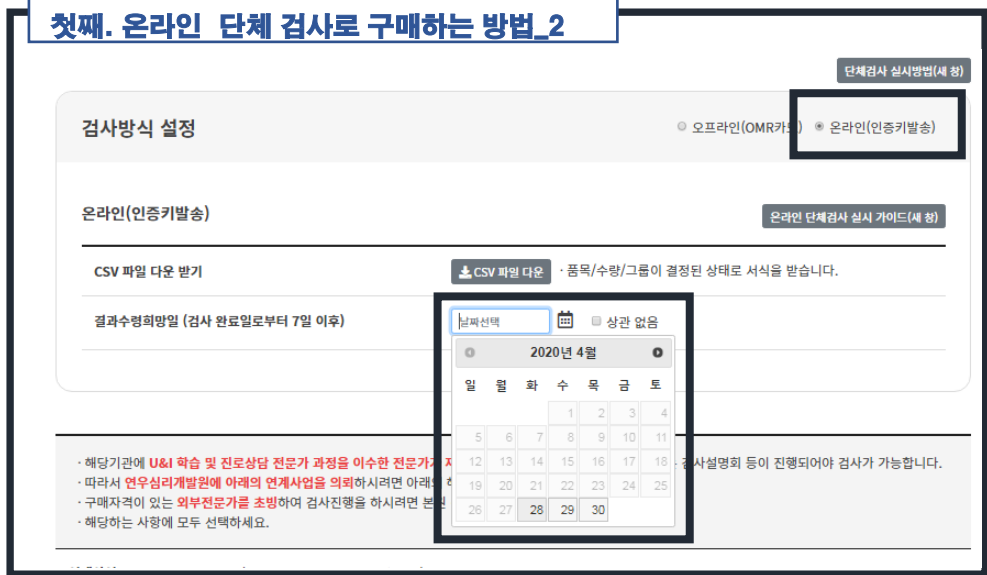 첫째. 온라인 단체 검사로 구매하는 방법_2
단체검사 실시방법(새 창)
검사방식 설정
오프라인(OMR카드) 온라인(인증키발송)
온라인(인증키발송)
온라인 단체검사 실시 가이드(새 창)
CSV 파일 다운 받기
CSV 파일 다운 · 품목/수량/그룹이 결정된 상태로 서식을 받습니다.
결과수령희망일 (검사 완료일로부터 7일 이후)
날짜선택 상관 없음
2020년 4월
일 월 화 수 목 금 토
1 2 3 4
5 6 7 8 9 10 11
12 13 14 15 16 17 18
19 20 21 22 23 24 25
26 27 28 29 30
· 해당기관에 U&I 학습 및 진로상담 전문가 과정을 이수한 전문가가 검사설명회 등이 진행되어야 검사가 가능합니다.
· 따라서 연우심리개발원에 아래의 연계사업을 의뢰하시려면 아래의
· 구매자격이 있는 외부전문가를 초빙하여 검사진행을 하시려면 본원
· 해당하는 사항에 모두 선택하세요.